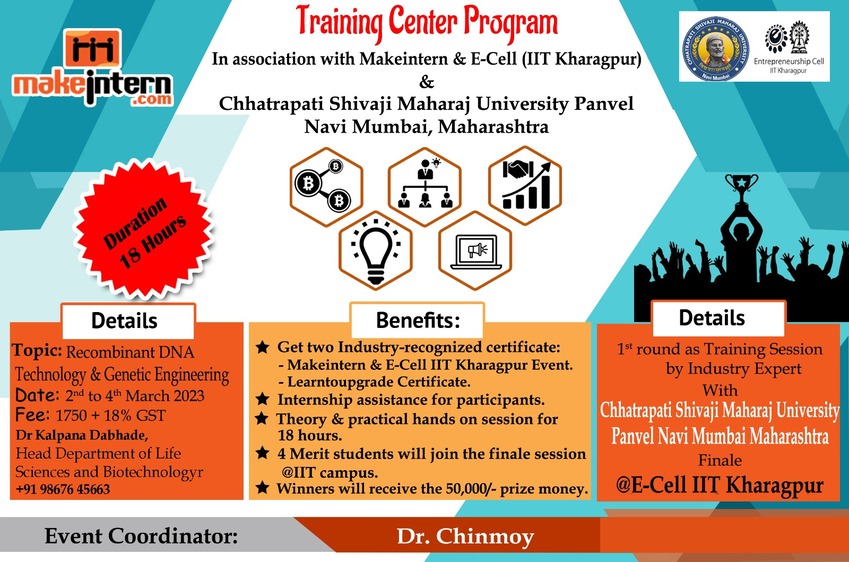 Training Center Program
In association with Makeintern & E-Cell (IIT Kharagpur)
&
Chhatrapati Shivaji Maharaj University Panvel
Navi Mumbai, Maharashtra
makeintern
.com
CHHATRAPATI SHIVAJI MAHARAJ UNIVERSITY
Navi Mumbai
Entrepreneurship Cell
IIT Kharagpur
Duration
18 Hours
Details
Topic: Recombinant DNA
Technology & Genetic Engineering
Date: 2nd to 4th March 2023
Fee: 1750 + 18% GST
Dr Kalpana Dabhade,
Head Department of Life
Sciences and Biotechnologyr
+91 98676 45663
Benefits:
★ Get two Industry-recognized certificate:
- Makeintern & E-Cell IIT Kharagpur Event.
- Learntoupgrade Certificate.
★ Internship assistance for participants.
★ Theory & practical hands on session for
18 hours.
★ 4 Merit students will join the finale session
@IIT campus.
★ Winners will receive the 50,000/- prize money.
Details
1st round as Training Session
by Industry Expert
With
Chhatrapati Shivaji Maharaj University
Panvel Navi Mumbai Maharashtra
Finale
@E-Cell IIT Kharagpur
Event Coordinator:
Dr. Chinmoy